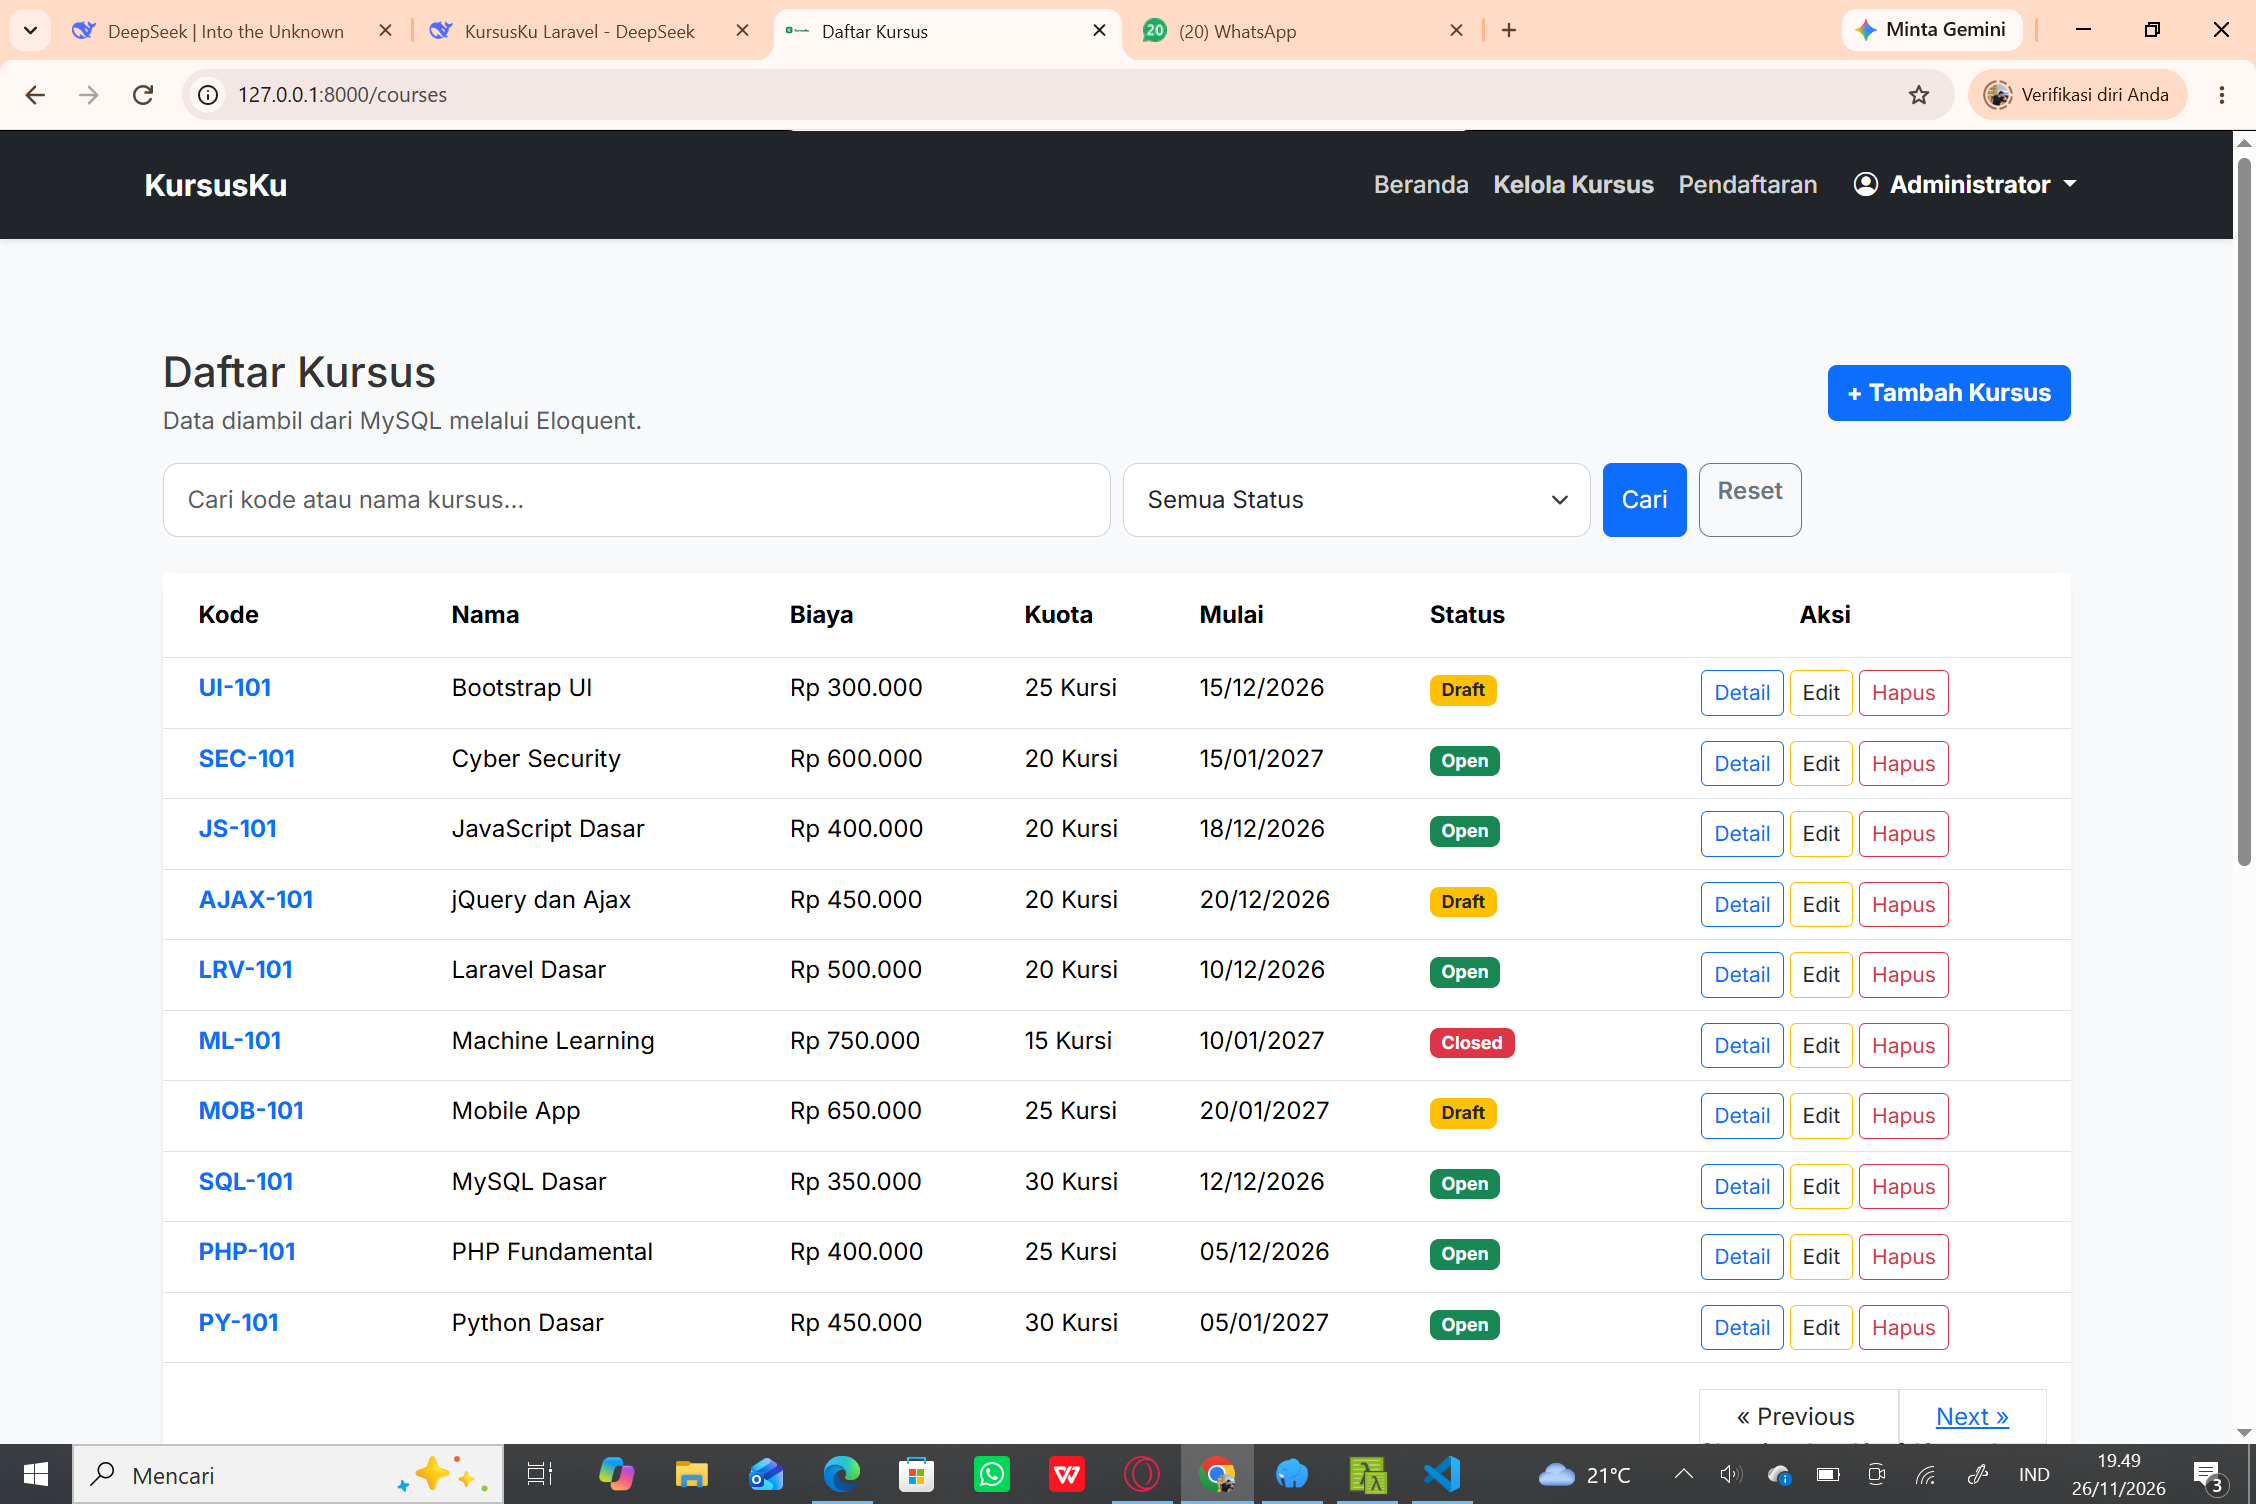 DeepSeek | Into the Unknown
KursusKu Laravel - DeepSeek
Daftar Kursus
20
(20) WhatsApp
Minta Gemini
127.0.0.1:8000/courses
Verifikasi diri Anda
KursusKu
Beranda
Kelola Kursus
Pendaftaran
Administrator
Daftar Kursus
Data diambil dari MySQL melalui Eloquent.
+ Tambah Kursus
Cari kode atau nama kursus...
Semua Status
Cari
Reset
Kode Nama Biaya Kuota Mulai Status Aksi
UI-101 Bootstrap UI Rp 300.000 25 Kursi 15/12/2026 Draft Detail Edit Hapus
SEC-101 Cyber Security Rp 600.000 20 Kursi 15/01/2027 Open Detail Edit Hapus
JS-101 JavaScript Dasar Rp 400.000 20 Kursi 18/12/2026 Open Detail Edit Hapus
AJAX-101 jQuery dan Ajax Rp 450.000 20 Kursi 20/12/2026 Draft Detail Edit Hapus
LRV-101 Laravel Dasar Rp 500.000 20 Kursi 10/12/2026 Open Detail Edit Hapus
ML-101 Machine Learning Rp 750.000 15 Kursi 10/01/2027 Closed Detail Edit Hapus
MOB-101 Mobile App Rp 650.000 25 Kursi 20/01/2027 Draft Detail Edit Hapus
SQL-101 MySQL Dasar Rp 350.000 30 Kursi 12/12/2026 Open Detail Edit Hapus
PHP-101 PHP Fundamental Rp 400.000 25 Kursi 05/12/2026 Open Detail Edit Hapus
PY-101 Python Dasar Rp 450.000 30 Kursi 05/01/2027 Open Detail Edit Hapus
« Previous
Next »
Mencari
21°C
IND
19.49
26/11/2026
3